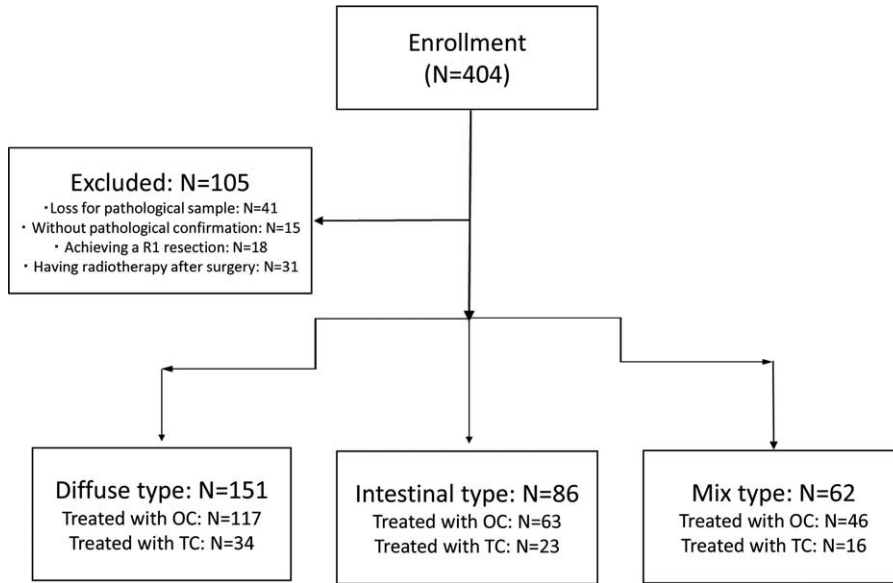 Enrollment
(N=404)
Excluded: N=105
・Loss for pathological sample: N=41
・ Without pathological confirmation: N=15
・ Achieving a R1 resection: N=18
・ Having radiotherapy after surgery: N=31
Diffuse type: N=151
Treated with OC: N=117
Treated with TC: N=34
Intestinal type: N=86
Treated with OC: N=63
Treated with TC: N=23
Mix type: N=62
Treated with OC: N=46
Treated with TC: N=16